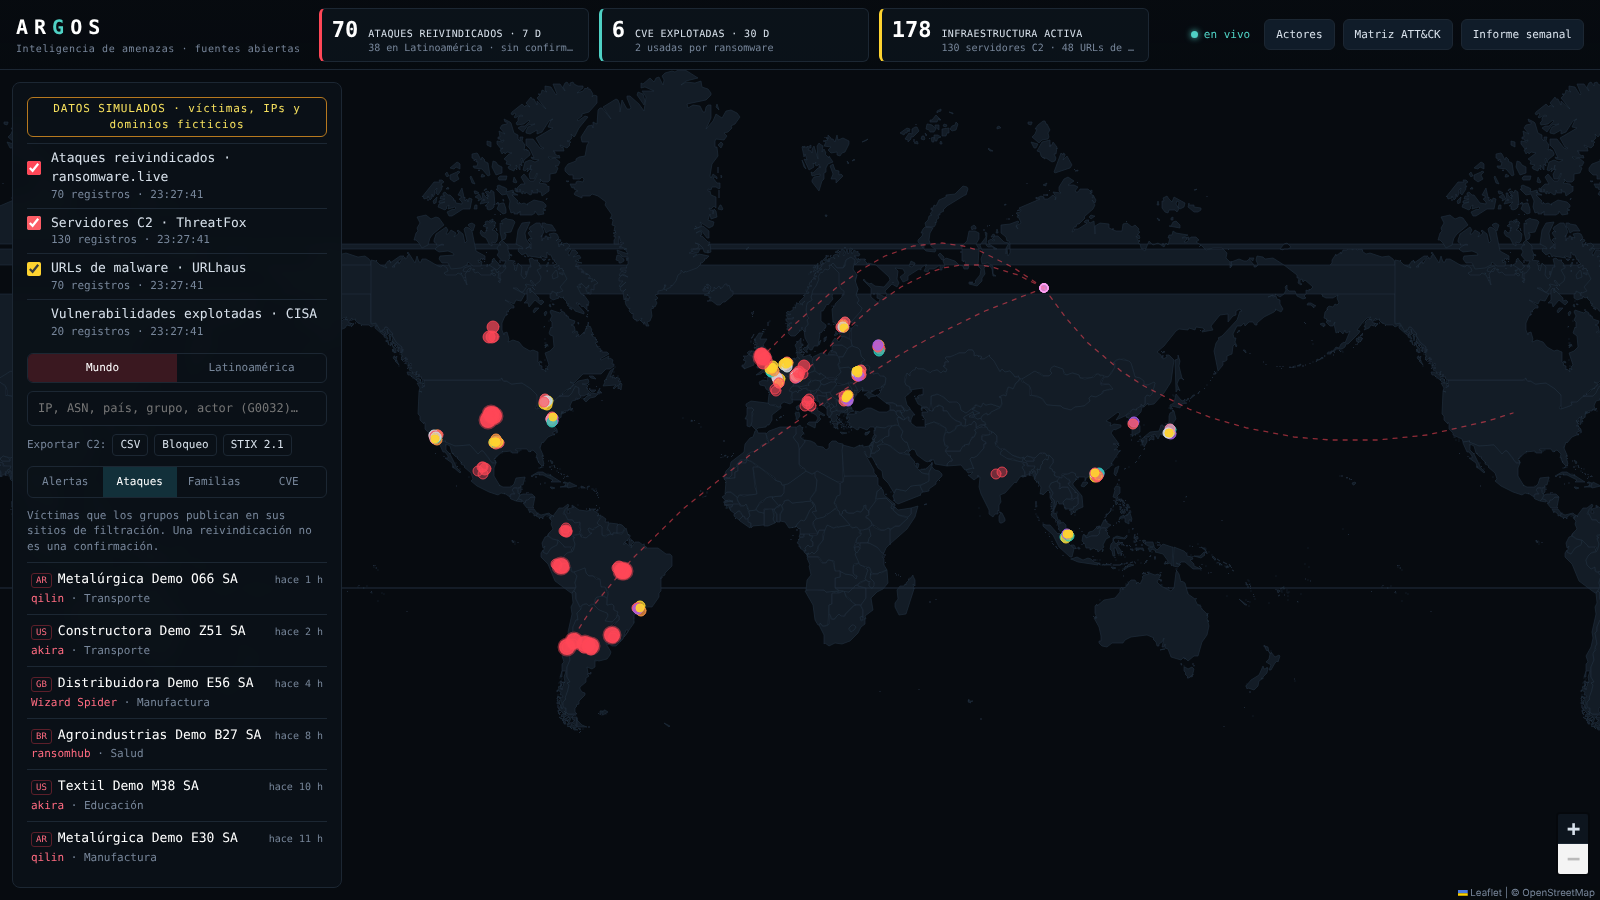 ARGOS
Inteligencia de amenazas · fuentes abiertas
70 ATAQUES REIVINDICADOS · 7 D
38 en Latinoamérica · sin confirm…
6 CVE EXPLOTADAS · 30 D
2 usadas por ransomware
178 INFRAESTRUCTURA ACTIVA
130 servidores C2 · 48 URLs de …
en vivo
Actores
Matriz ATT&CK
Informe semanal
DATOS SIMULADOS · víctimas, IPs y
dominios ficticios
Ataques reivindicados ·
ransomware.live
70 registros · 23:27:41
Servidores C2 · ThreatFox
130 registros · 23:27:41
URLs de malware · URLhaus
70 registros · 23:27:41
Vulnerabilidades explotadas · CISA
20 registros · 23:27:41
Mundo
Latinoamérica
IP, ASN, país, grupo, actor (G0032)…
Exportar C2: CSV Bloqueo STIX 2.1
Alertas Ataques Familias CVE
Víctimas que los grupos publican en sus
sitios de filtración. Una reivindicación no
es una confirmación.
AR Metalúrgica Demo O66 SA hace 1 h
qilin · Transporte
US Constructora Demo Z51 SA hace 2 h
akira · Transporte
GB Distribuidora Demo E56 SA hace 4 h
Wizard Spider · Manufactura
BR Agroindustrias Demo B27 SA hace 8 h
ransomhub · Salud
US Textil Demo M38 SA hace 10 h
akira · Educación
AR Metalúrgica Demo E30 SA hace 11 h
qilin · Manufactura
+
−
Leaflet | © OpenStreetMap